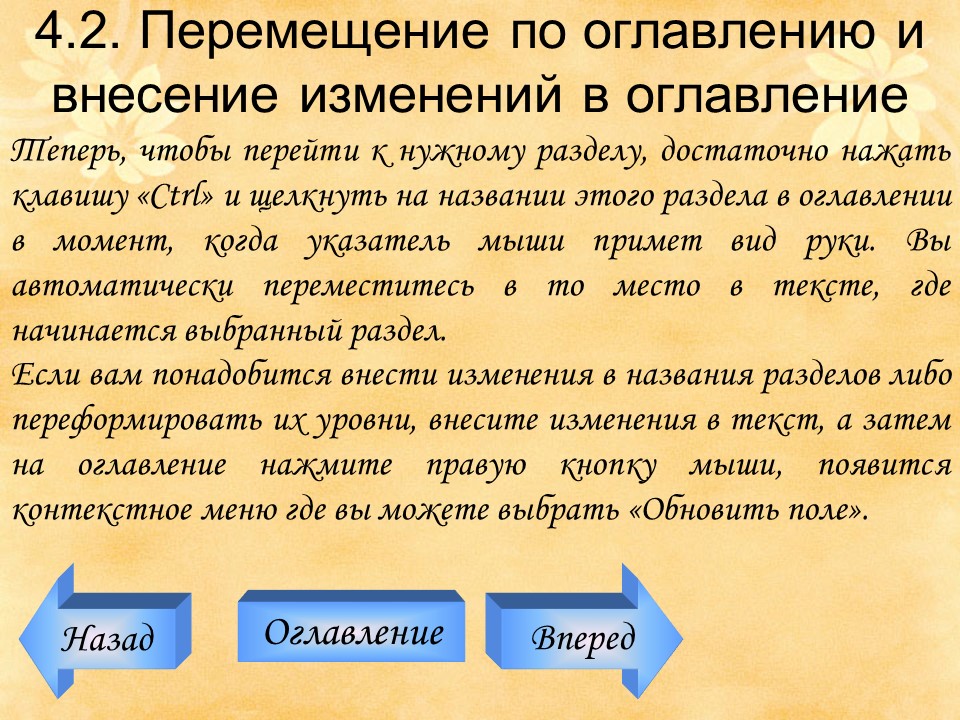 4.2. Перемещение по оглавлению и
внесение изменений в оглавление
Теперь, чтобы перейти к нужному разделу, достаточно нажать
клавишу «Ctrl» и щелкнуть на названии этого раздела в оглавлении
в момент, когда указатель мыши примет вид руки. Вы
автоматически переместитесь в то место в тексте, где
начинается выбранный раздел.
Если вам понадобится внести изменения в названия разделов либо
переформировать их уровни, внесите изменения в текст, а затем
на оглавление нажмите правую кнопку мыши, появится
контекстное меню где вы можете выбрать «Обновить поле».
Назад
Оглавление
Вперед